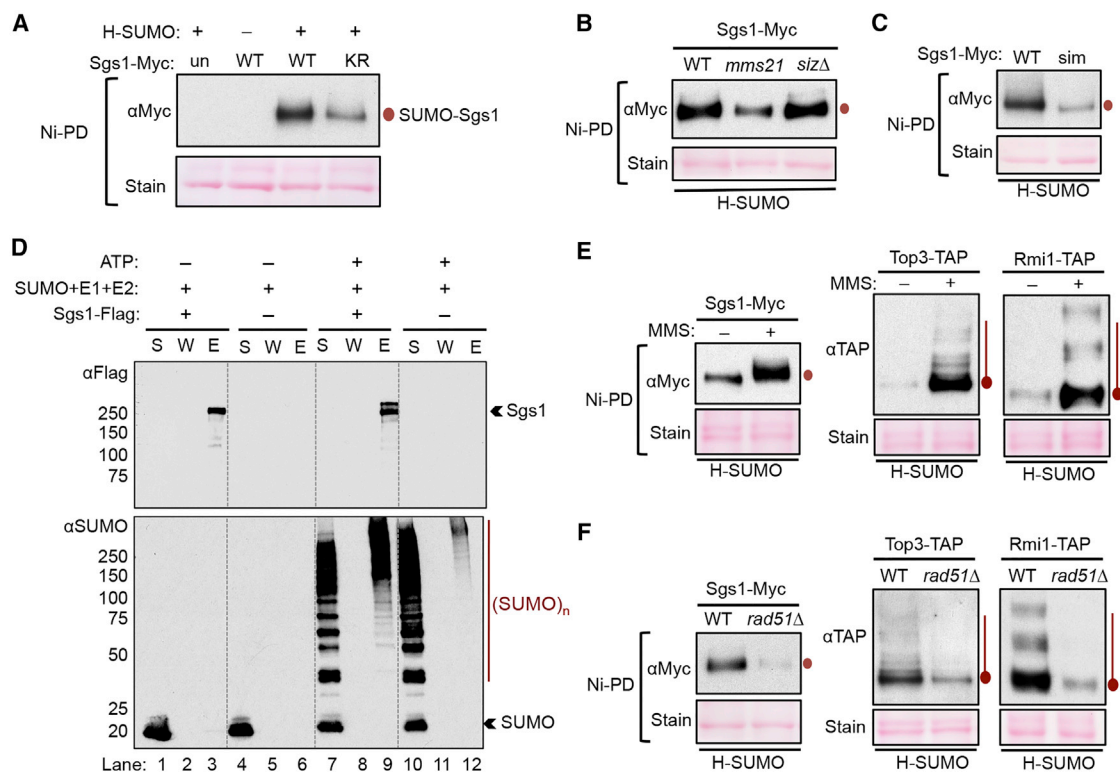 A
H-SUMO: + – + +
Sgs1-Myc: un WT WT KR
Ni-PD
αMyc
SUMO-Sgs1
Stain
B
Sgs1-Myc
WT mms21 sizΔ
Ni-PD
αMyc
Stain
H-SUMO
C
Sgs1-Myc: WT sim
Ni-PD
αMyc
Stain
H-SUMO
D
ATP: – – + +
SUMO+E1+E2: + + + +
Sgs1-Flag: + – + –
S W E S W E S W E S W E
αFlag
250
150
100
75
Sgs1
αSUMO
250
150
100
75
50
25
20
(SUMO)n
SUMO
Lane: 1 2 3 4 5 6 7 8 9 10 11 12
E
Sgs1-Myc
MMS: – +
Ni-PD
αMyc
Stain
H-SUMO
Top3-TAP Rmi1-TAP
MMS: – + – +
αTAP
Stain
H-SUMO H-SUMO
F
Sgs1-Myc
WT rad51Δ
Ni-PD
αMyc
Stain
H-SUMO
Top3-TAP Rmi1-TAP
WT rad51Δ WT rad51Δ
αTAP
Stain
H-SUMO H-SUMO